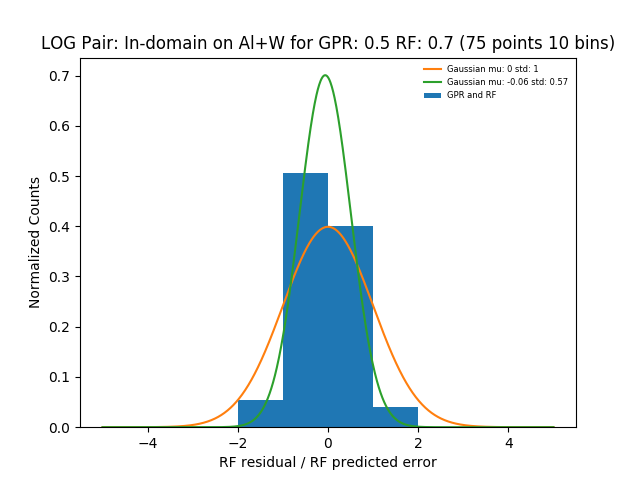 LOG Pair: In-domain on Al+W for GPR: 0.5 RF: 0.7 (75 points 10 bins)
Gaussian mu: 0 std: 1
Gaussian mu: -0.06 std: 0.57
GPR and RF
Normalized Counts
0.7
0.6
0.5
0.4
0.3
0.2
0.1
0.0
−4 −2 0 2 4
RF residual / RF predicted error